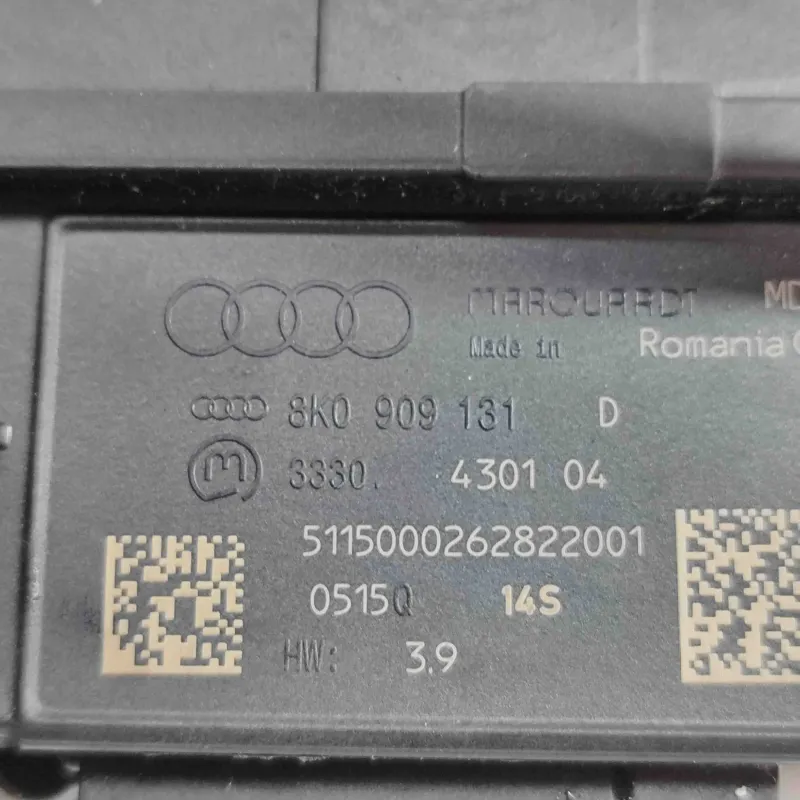 MARQUARDT MD
Made in Romania
8K0 909 131 D
M 3330. 4301 04
5115000262822001
0515Q 14S
HW: 3.9